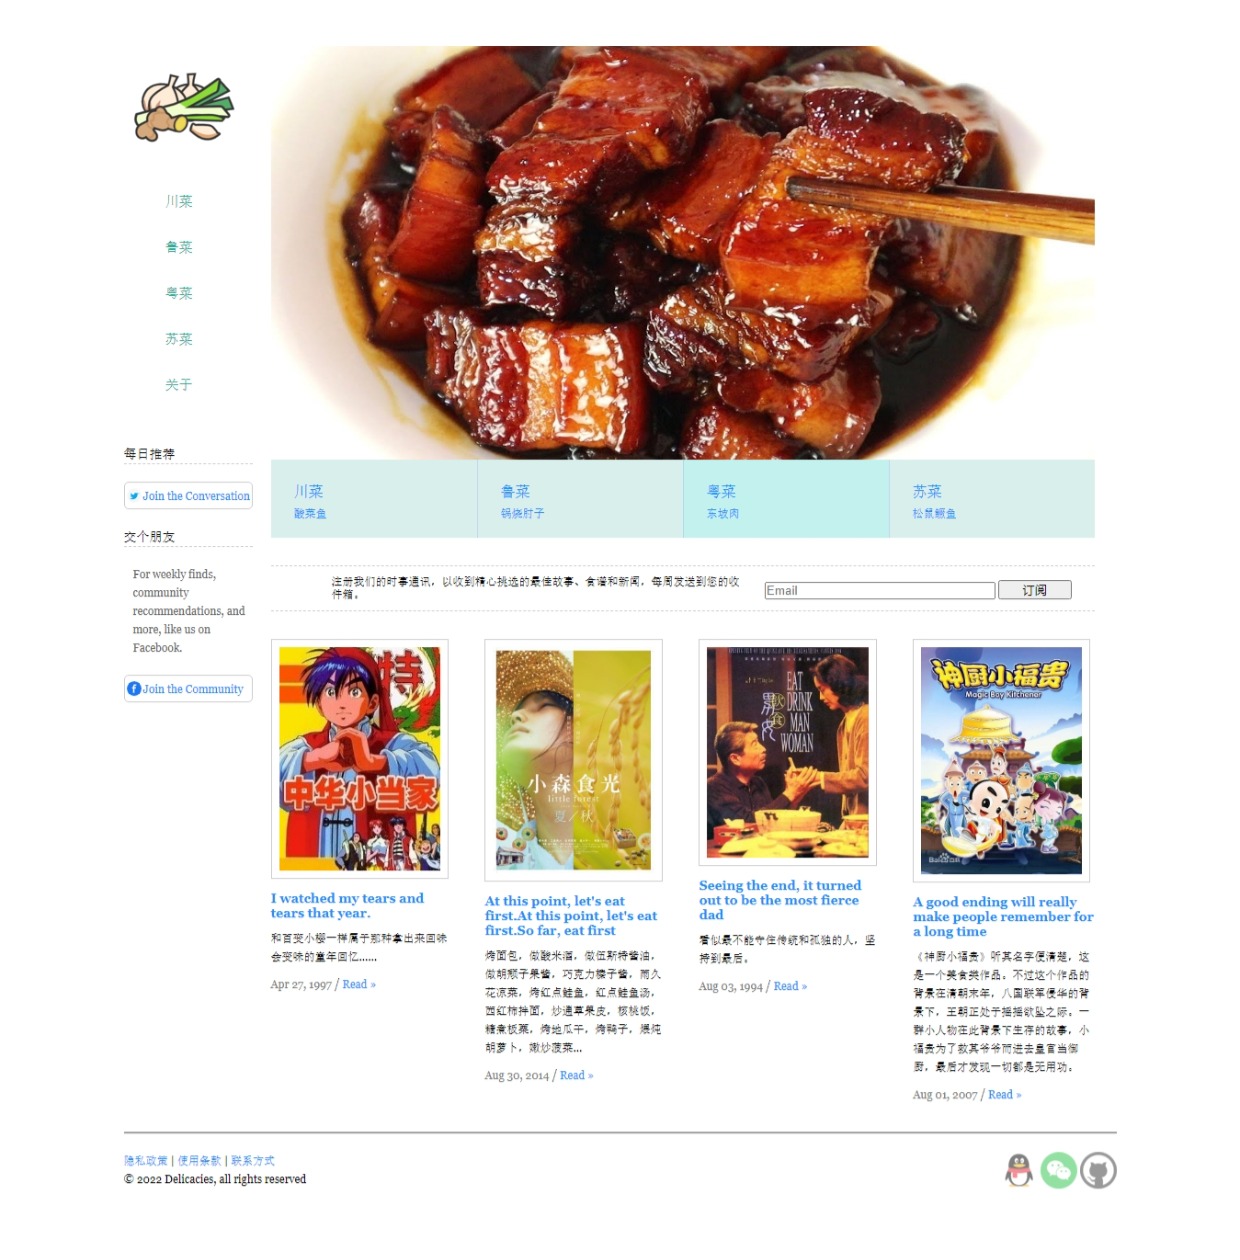 川菜
鲁菜
粤菜
苏菜
关于
每日推荐
Join the Conversation
交个朋友
For weekly finds,
community
recommendations, and
more, like us on
Facebook.
Join the Community
川菜
酸菜鱼
鲁菜
锅烧肘子
粤菜
东坡肉
苏菜
松鼠鳜鱼
注册我们的时事通讯，以收到精心挑选的最佳故事、食谱和新闻，每周发送到您的收
件箱。
Email
订阅
特
中华小当家
I watched my tears and
tears that year.
和百变小樱一样属于那种拿出来回味
会变味的童年回忆......
Apr 27, 1997 / Read »
小森食光
little forest
夏/秋
At this point, let's eat
first.At this point, let's eat
first.So far, eat first
烤面包，做酸米酒，做伍斯特酱油，
做胡颓子果酱，巧克力榛子酱，雨久
花凉菜，烤红点鲑鱼，红点鲑鱼汤，
西红柿拌面，炒通草果皮，核桃饭，
糖煮板栗，烤地瓜干，烤鸭子，煨炖
胡萝卜，嫩炒菠菜...
Aug 30, 2014 / Read »
EAT
DRINK
MAN
WOMAN
飲食男女
Seeing the end, it turned
out to be the most fierce
dad
看似最不能守住传统和孤独的人，坚
持到最后。
Aug 03, 1994 / Read »
神厨小福贵
Magic Boy Kitchener
A good ending will really
make people remember for
a long time
《神厨小福贵》听其名字便清楚，这
是一个美食类作品。不过这个作品的
背景在清朝末年，八国联军侵华的背
景下，王朝正处于摇摇欲坠之际。一
群小人物在此背景下生存的故事，小
福贵为了救其爷爷而进去皇宫当御
厨，最后才发现一切都是无用功。
Aug 01, 2007 / Read »
隐私政策 | 使用条款 | 联系方式
© 2022 Delicacies, all rights reserved